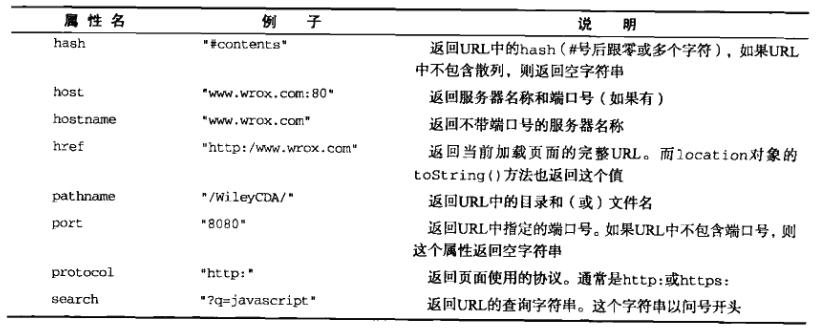 属性名 例子 说明
hash "#contents" 返回URL中的hash（#号后跟零或多个字符），如果URL
中不包含散列，则返回空字符串
host "www.wrox.com:80" 返回服务器名称和端口号（如果有）
hostname "www.wrox.com" 返回不带端口号的服务器名称
href "http:/www.wrox.com" 返回当前加载页面的完整URL。而location对象的
toString()方法也返回这个值
pathname "/WileyCDA/" 返回URL中的目录和（或）文件名
port "8080" 返回URL中指定的端口号。如果URL中不包含端口号，则
这个属性返回空字符串
protocol "http:" 返回页面使用的协议。通常是http:或https:
search "?q=javascript" 返回URL的查询字符串。这个字符串以问号开头